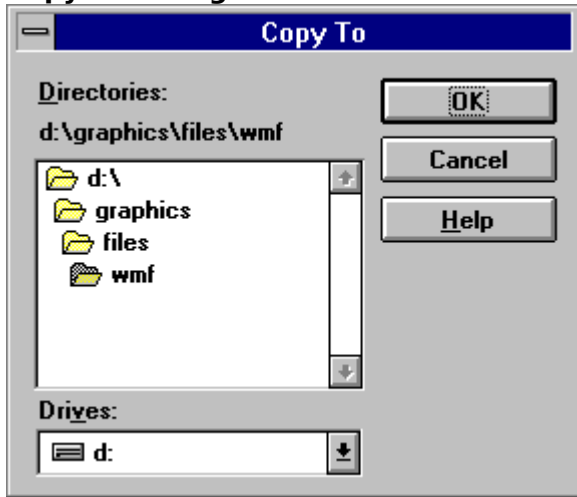 Copy To
Directories:
d:\graphics\files\wmf
d:\
graphics
files
wmf
Drives:
d:
OK
Cancel
Help